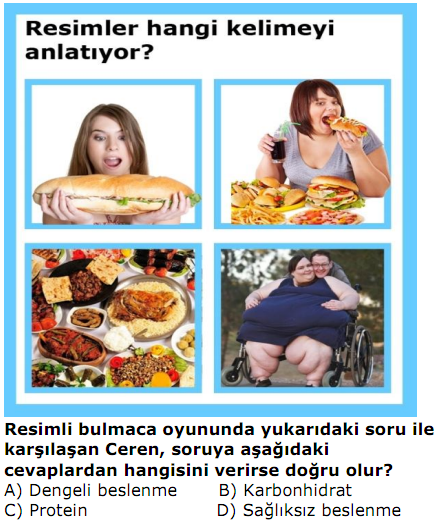 Resimler hangi kelimeyi
anlatıyor?
Resimli bulmaca oyununda yukarıdaki soru ile
karşılaşan Ceren, soruya aşağıdaki
cevaplardan hangisini verirse doğru olur?
A) Dengeli beslenme B) Karbonhidrat
C) Protein D) Sağlıksız beslenme